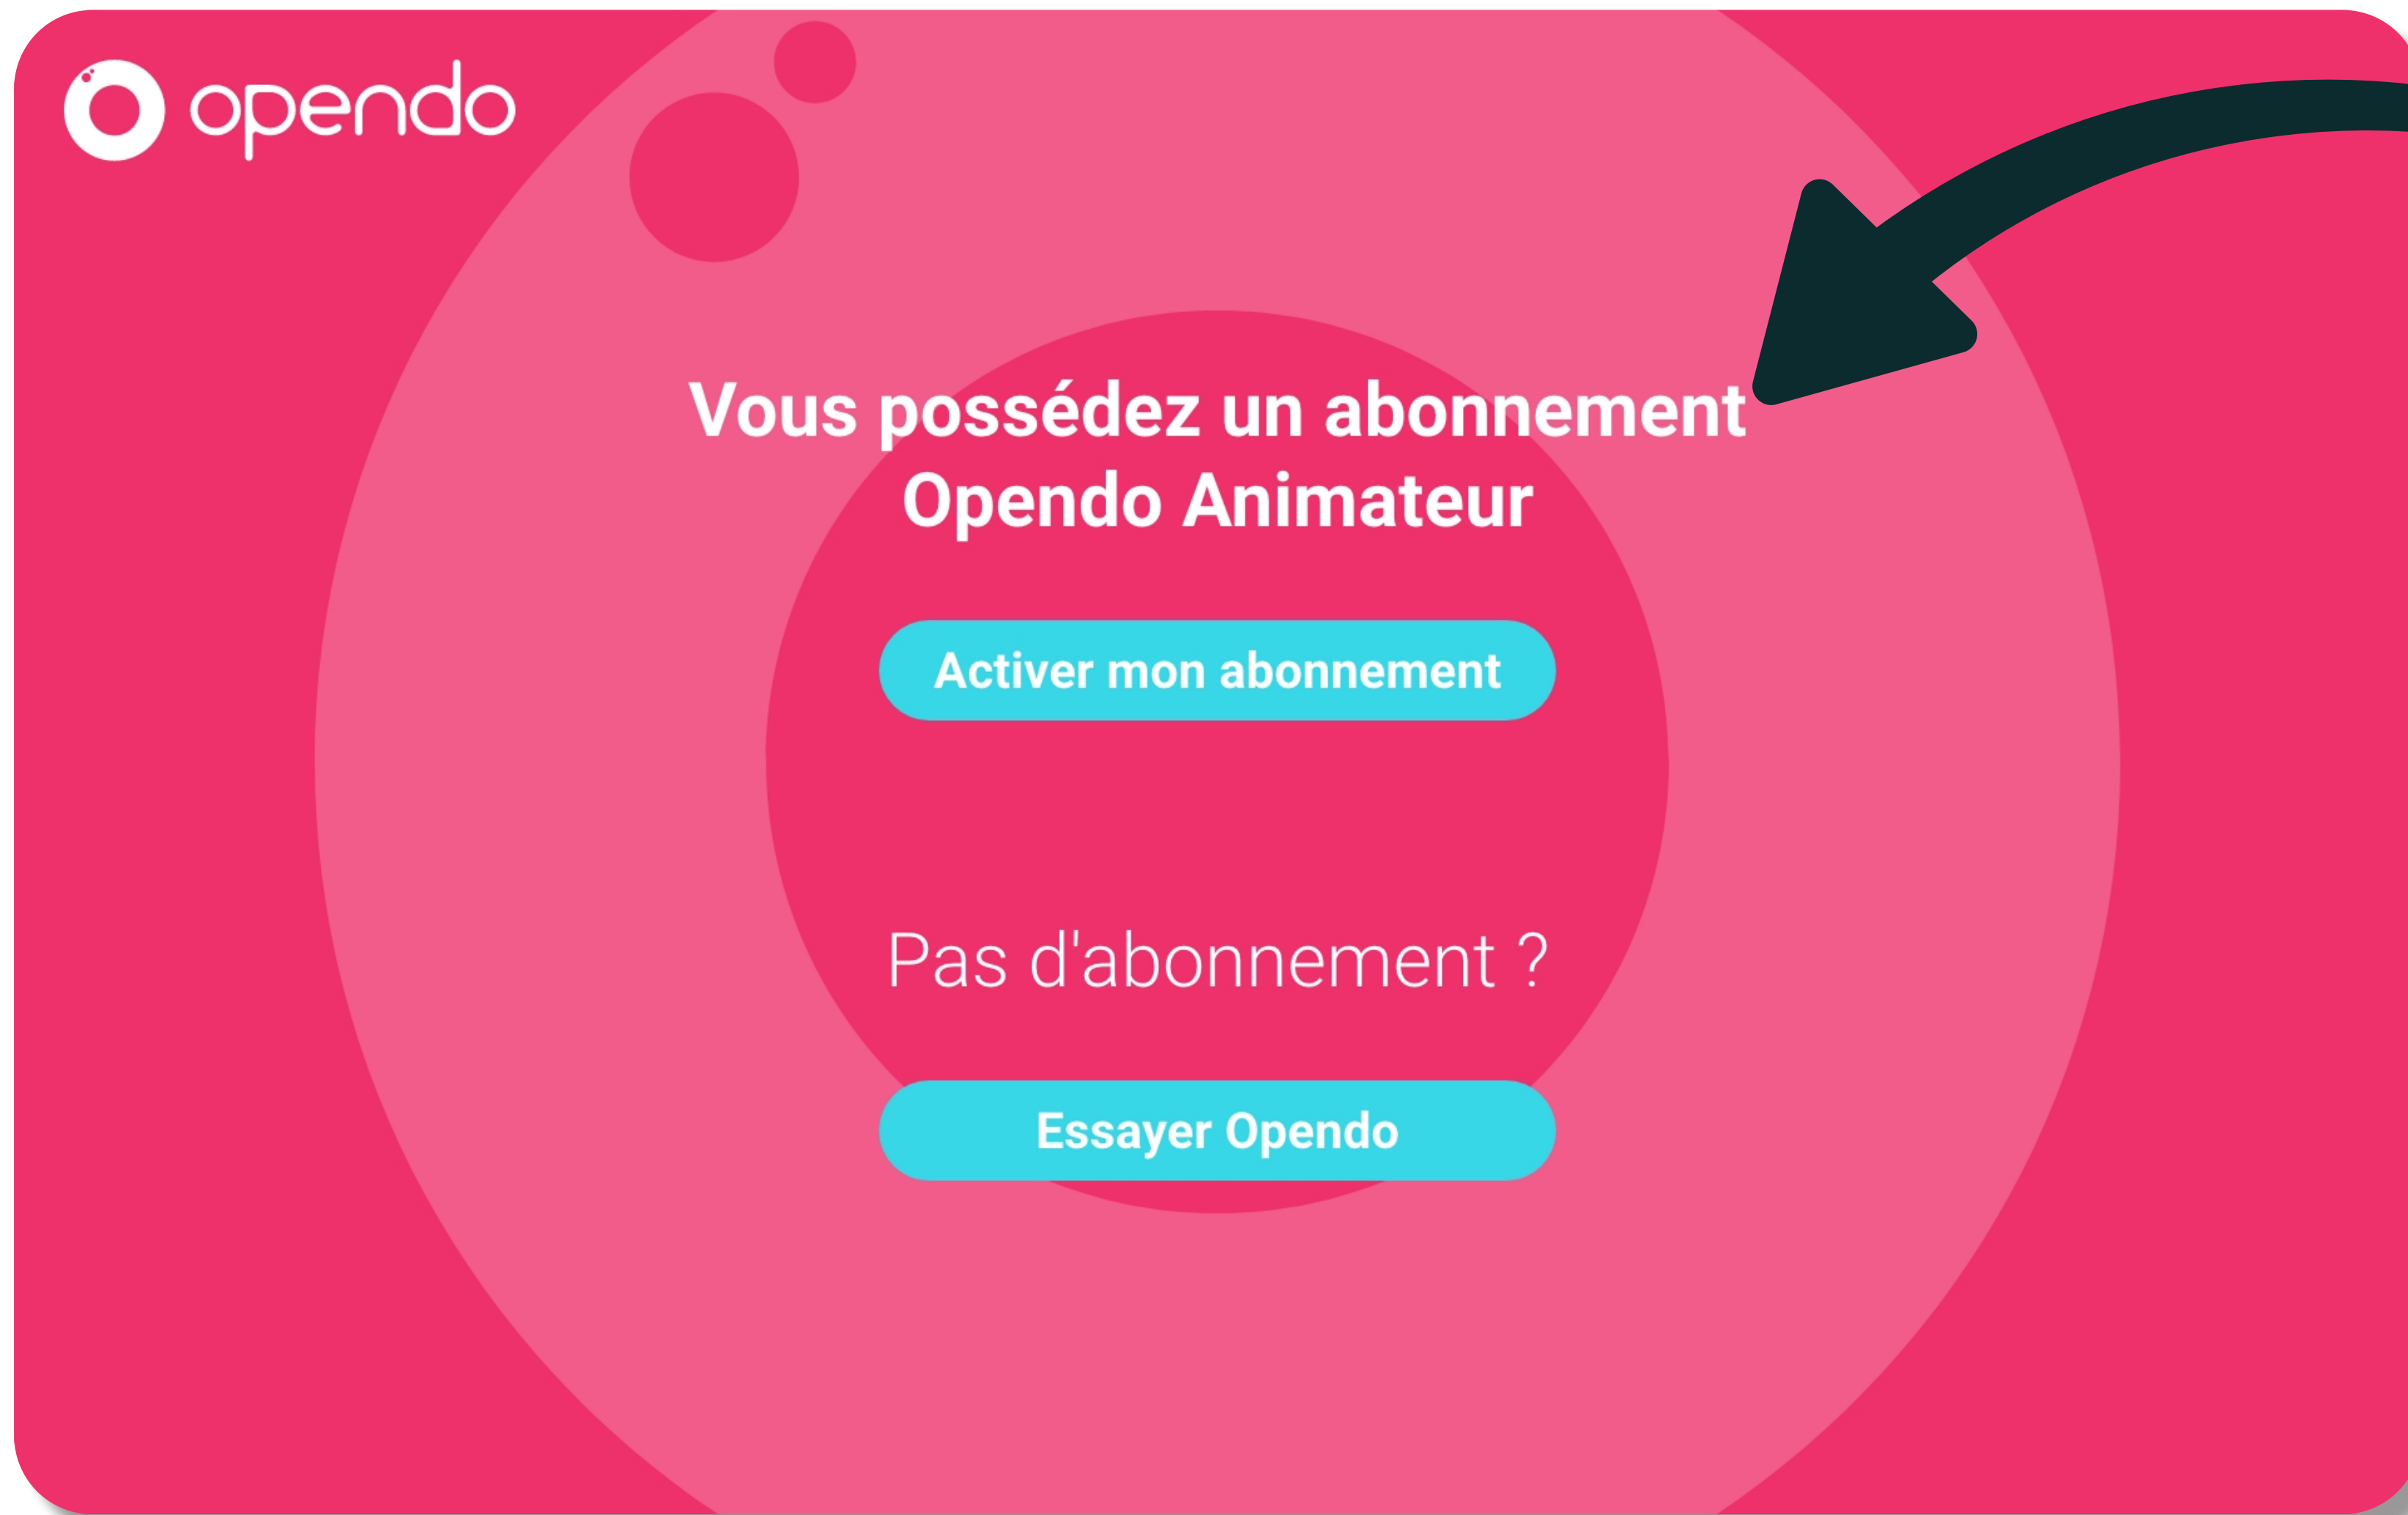 opendo
Vous possédez un abonnement
Opendo Animateur
Activer mon abonnement
Pas d'abonnement ?
Essayer Opendo